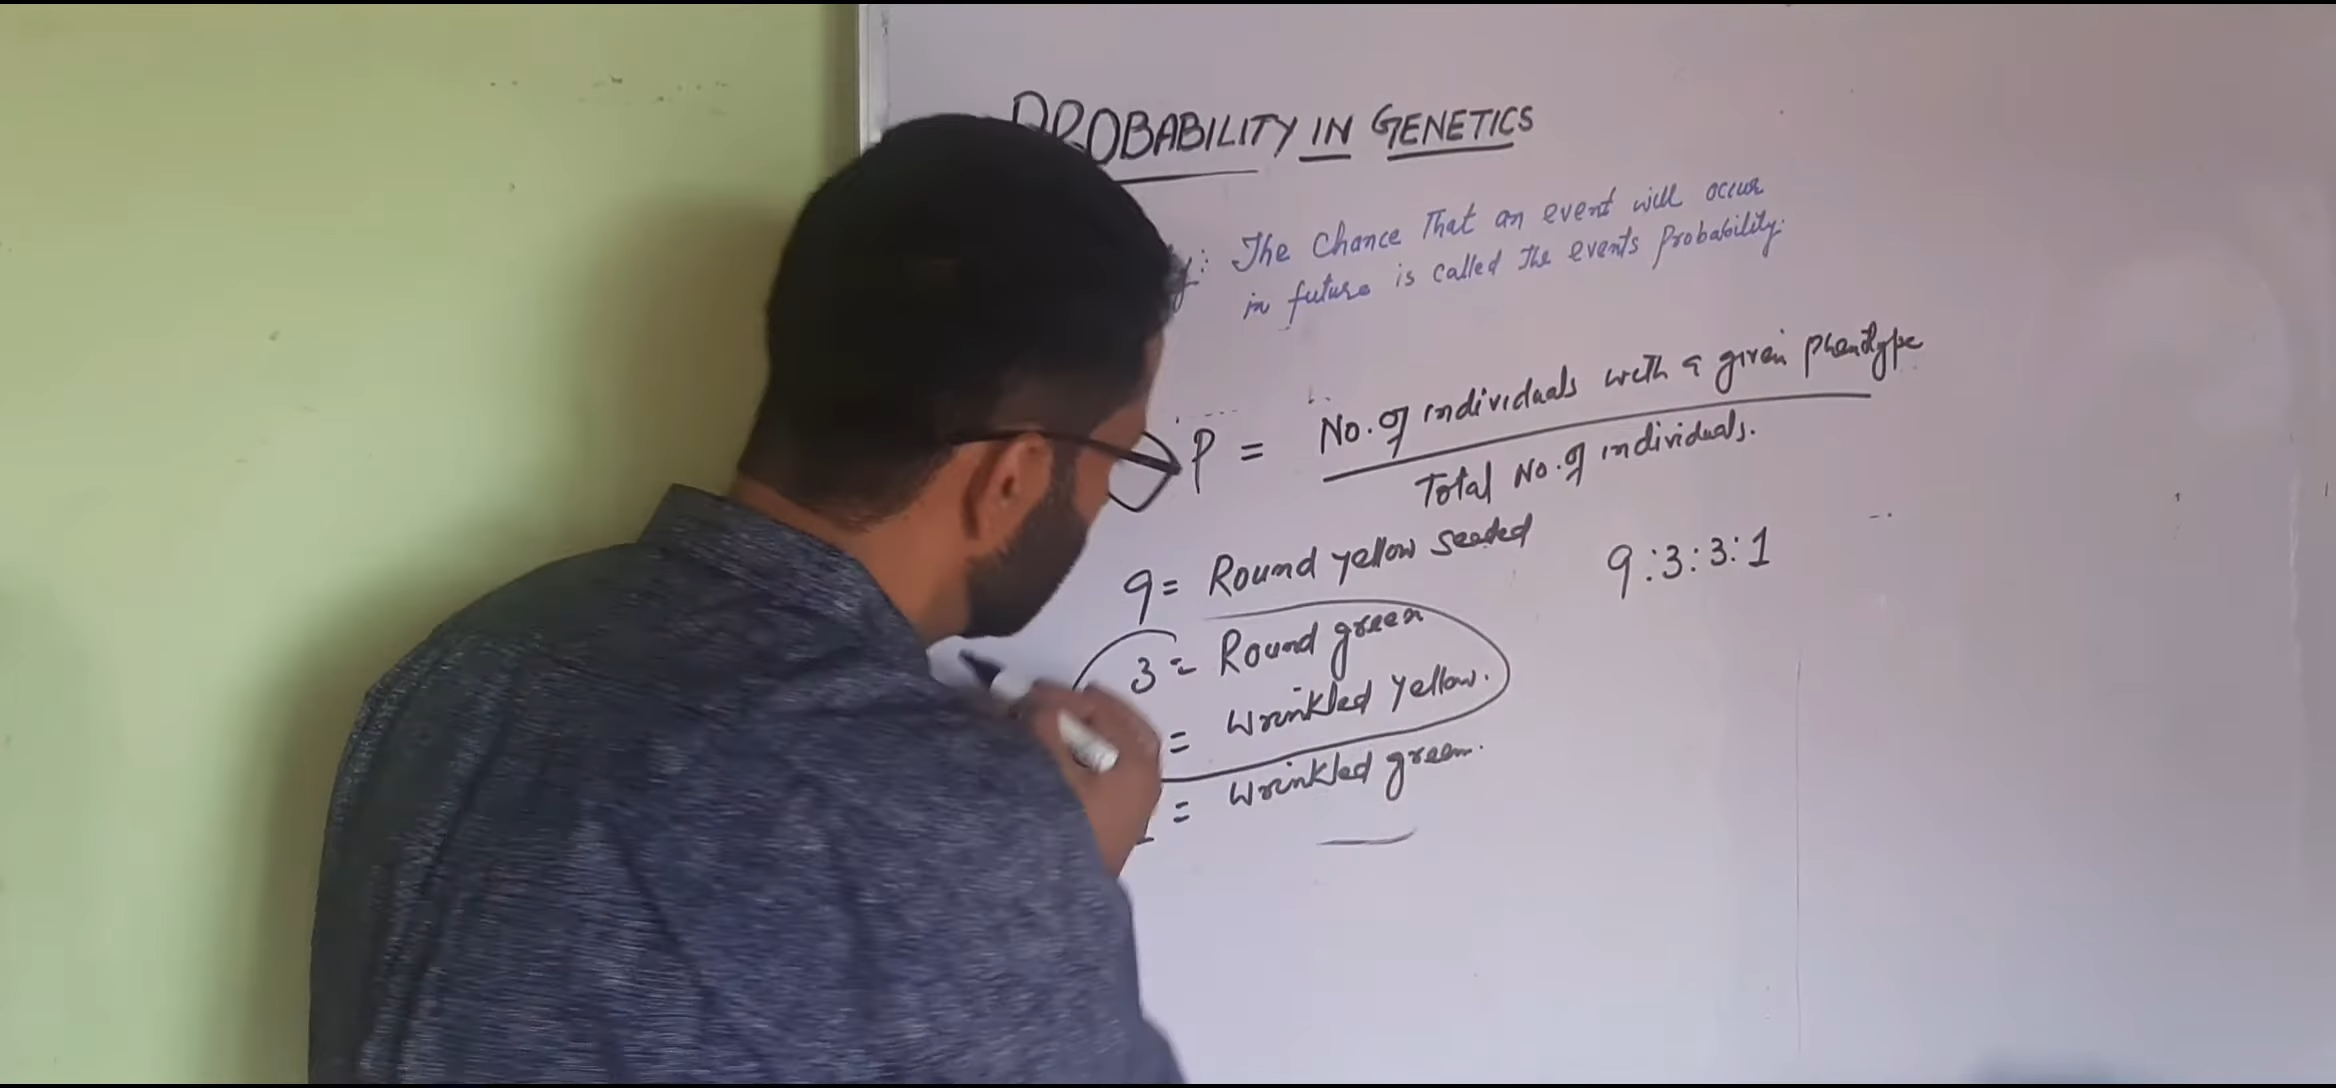 PROBABILITY IN GENETICS
The Chance That an event will occur
in future is called The events Probability.
P = No. of individuals with a given phenotype
Total No. of individuals.
9 = Round yellow seeded
9:3:3:1
3 = Round green
= Wrinkled yellow.
= Wrinkled green.